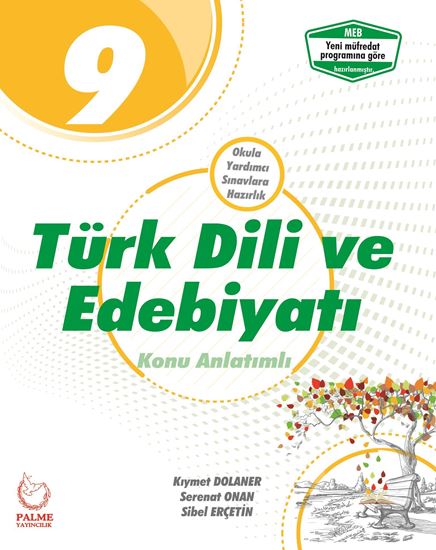 9
MEB
Yeni müfredat
programına göre
hazırlanmıştır.
Okula
Yardımcı
Sınavlara
Hazırlık
Türk Dili ve
Edebiyatı
Konu Anlatımlı
Kıymet DOLANER
Serenat ONAN
Sibel ERÇETİN
PALME
YAYINCILIK